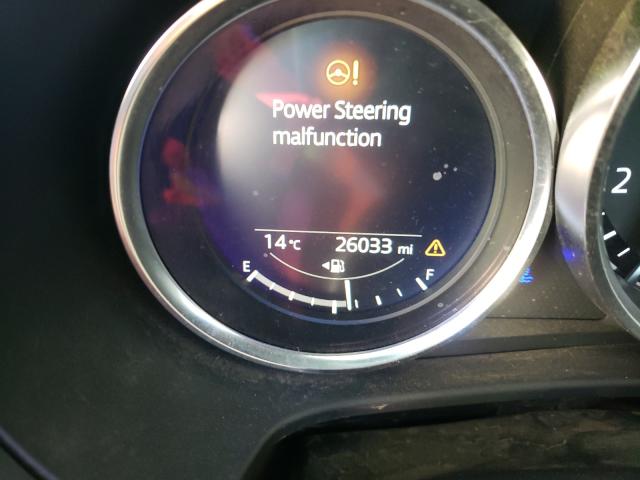 Power Steering
malfunction
14°C 26033 mi
E F
2